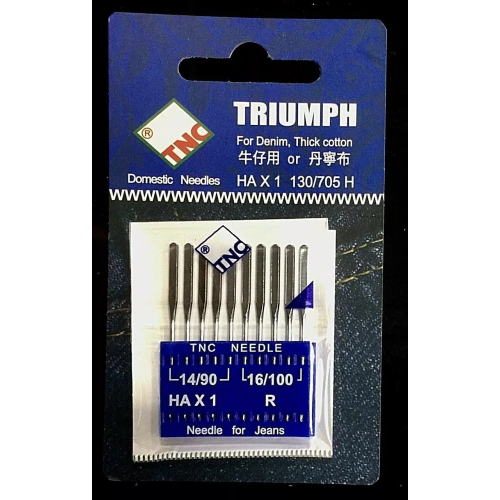 ® TNC
TRIUMPH
For Denim, Thick cotton
牛仔用 or 丹寧布
Domestic Needles HA X 1 130/705 H
® TNC
TNC NEEDLE
14/90 16/100
HA X 1 R
Needle for Jeans